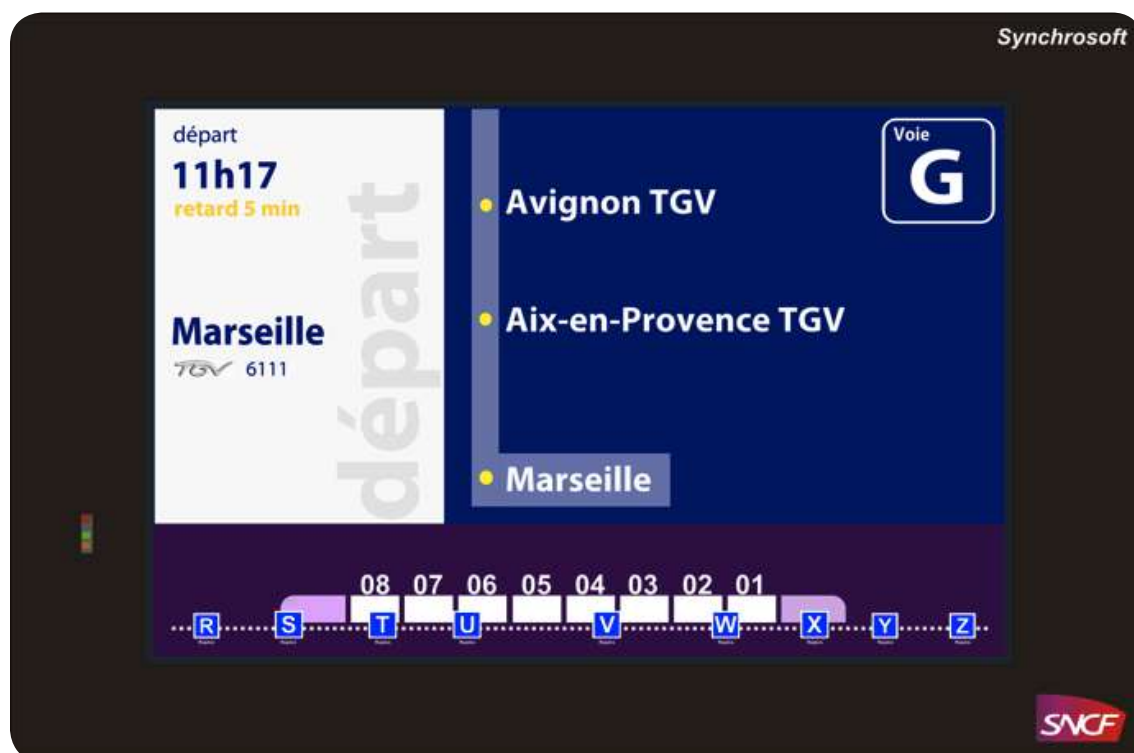 Synchrosoft
départ
11h17
retard 5 min
Marseille
TGV 6111
départ
Avignon TGV
Aix-en-Provence TGV
Marseille
Voie
G
08 07 06 05 04 03 02 01
R S T U V W X Y Z
SNCF